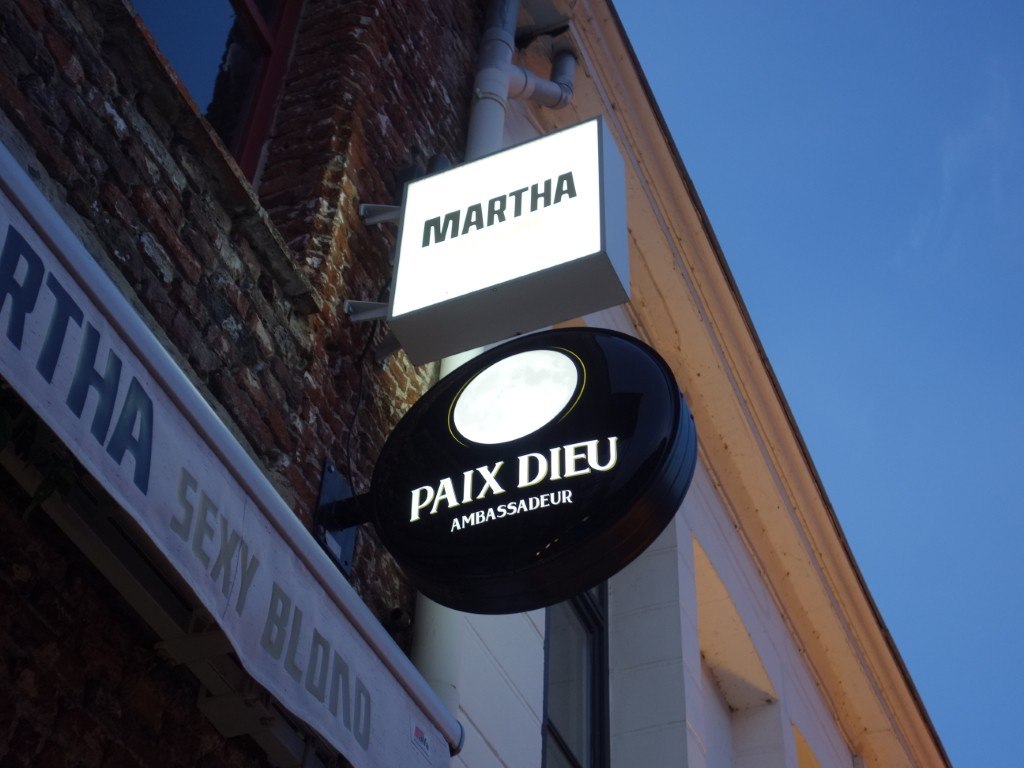 MARTHA
PAIX DIEU
AMBASSADEUR
RTHA SEXY BLOND